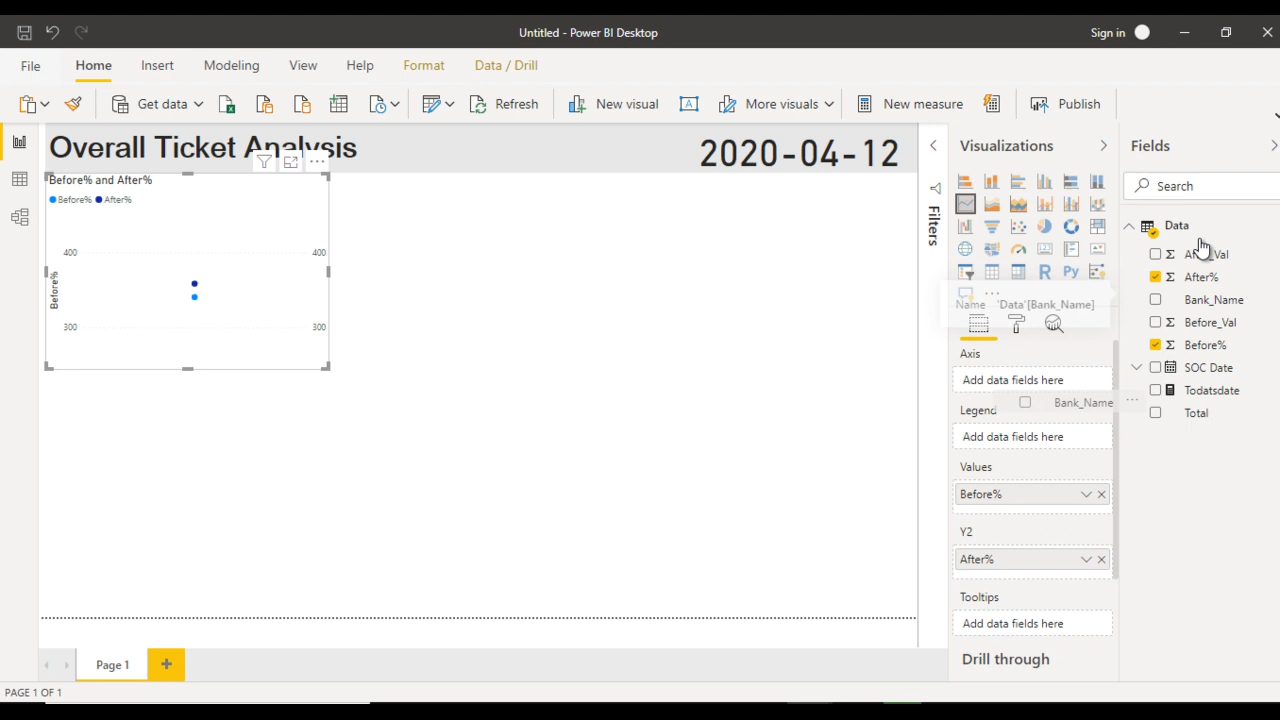 Untitled - Power BI Desktop
Sign in
File Home Insert Modeling View Help Format Data / Drill
Get data Refresh New visual More visuals New measure Publish
Overall Ticket Analysis
2020-04-12
Before% and After%
Before% After%
400 400
300 300
Before%
Filters
Visualizations
R Py
Name 'Data'[Bank_Name]
Axis
Add data fields here
Bank_Name
Legend
Add data fields here
Values
Before%
Y2
After%
Tooltips
Add data fields here
Drill through
Fields
Search
Data
After%
Bank_Name
Before_Val
Before%
SOC Date
Todatsdate
Total
Page 1
PAGE 1 OF 1